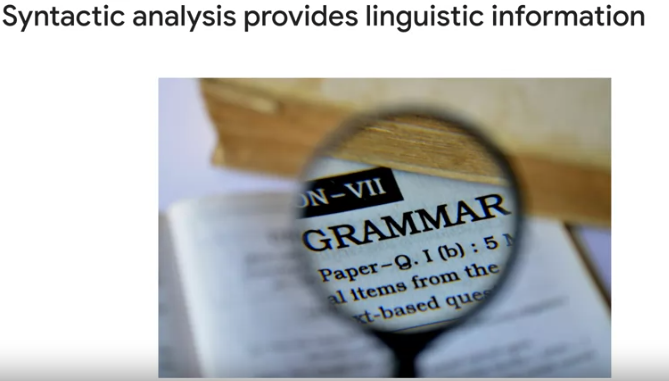 Syntactic analysis provides linguistic information
ON-VII
GRAMMAR
Paper-Q. I (b) : 5
al items from the
xt-based ques